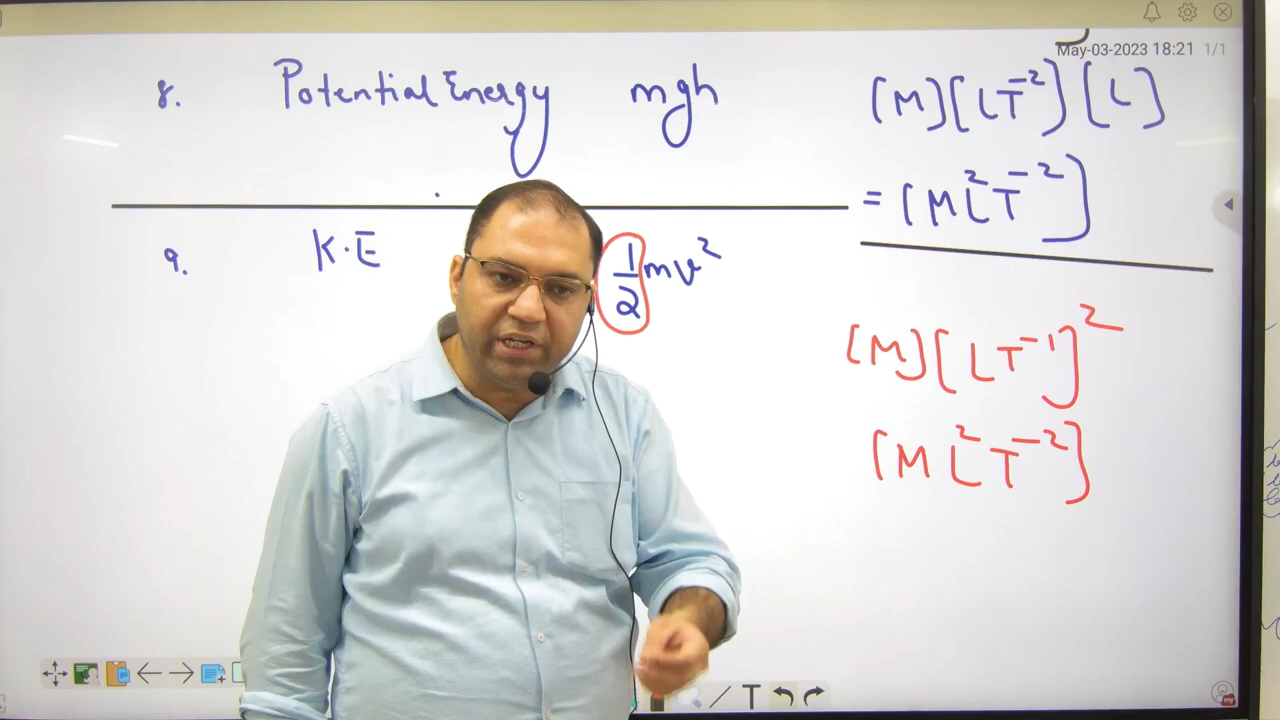 May-03-2023 18:21 1/1
8. Potential Energy mgh [M][LT⁻²][L]
= [ML²T⁻²]
9. K.E 1/2 mv² [M][LT⁻¹]²
[ML²T⁻²]
T